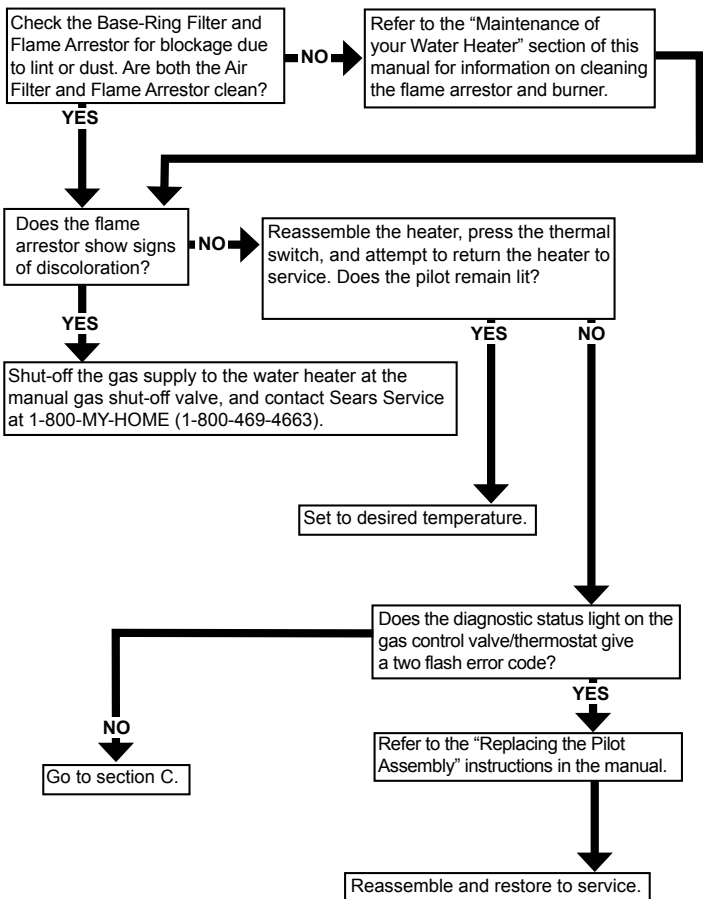 Check the Base-Ring Filter and
Flame Arrestor for blockage due
to lint or dust. Are both the Air
Filter and Flame Arrestor clean?
NO
Refer to the “Maintenance of
your Water Heater” section of this
manual for information on cleaning
the flame arrestor and burner.
YES
Does the flame
arrestor show signs
of discoloration?
NO
Reassemble the heater, press the thermal
switch, and attempt to return the heater to
service. Does the pilot remain lit?
YES
YES
NO
Shut-off the gas supply to the water heater at the
manual gas shut-off valve, and contact Sears Service
at 1-800-MY-HOME (1-800-469-4663).
Set to desired temperature.
Does the diagnostic status light on the
gas control valve/thermostat give
a two flash error code?
YES
NO
Refer to the “Replacing the Pilot
Assembly” instructions in the manual.
Go to section C.
Reassemble and restore to service.